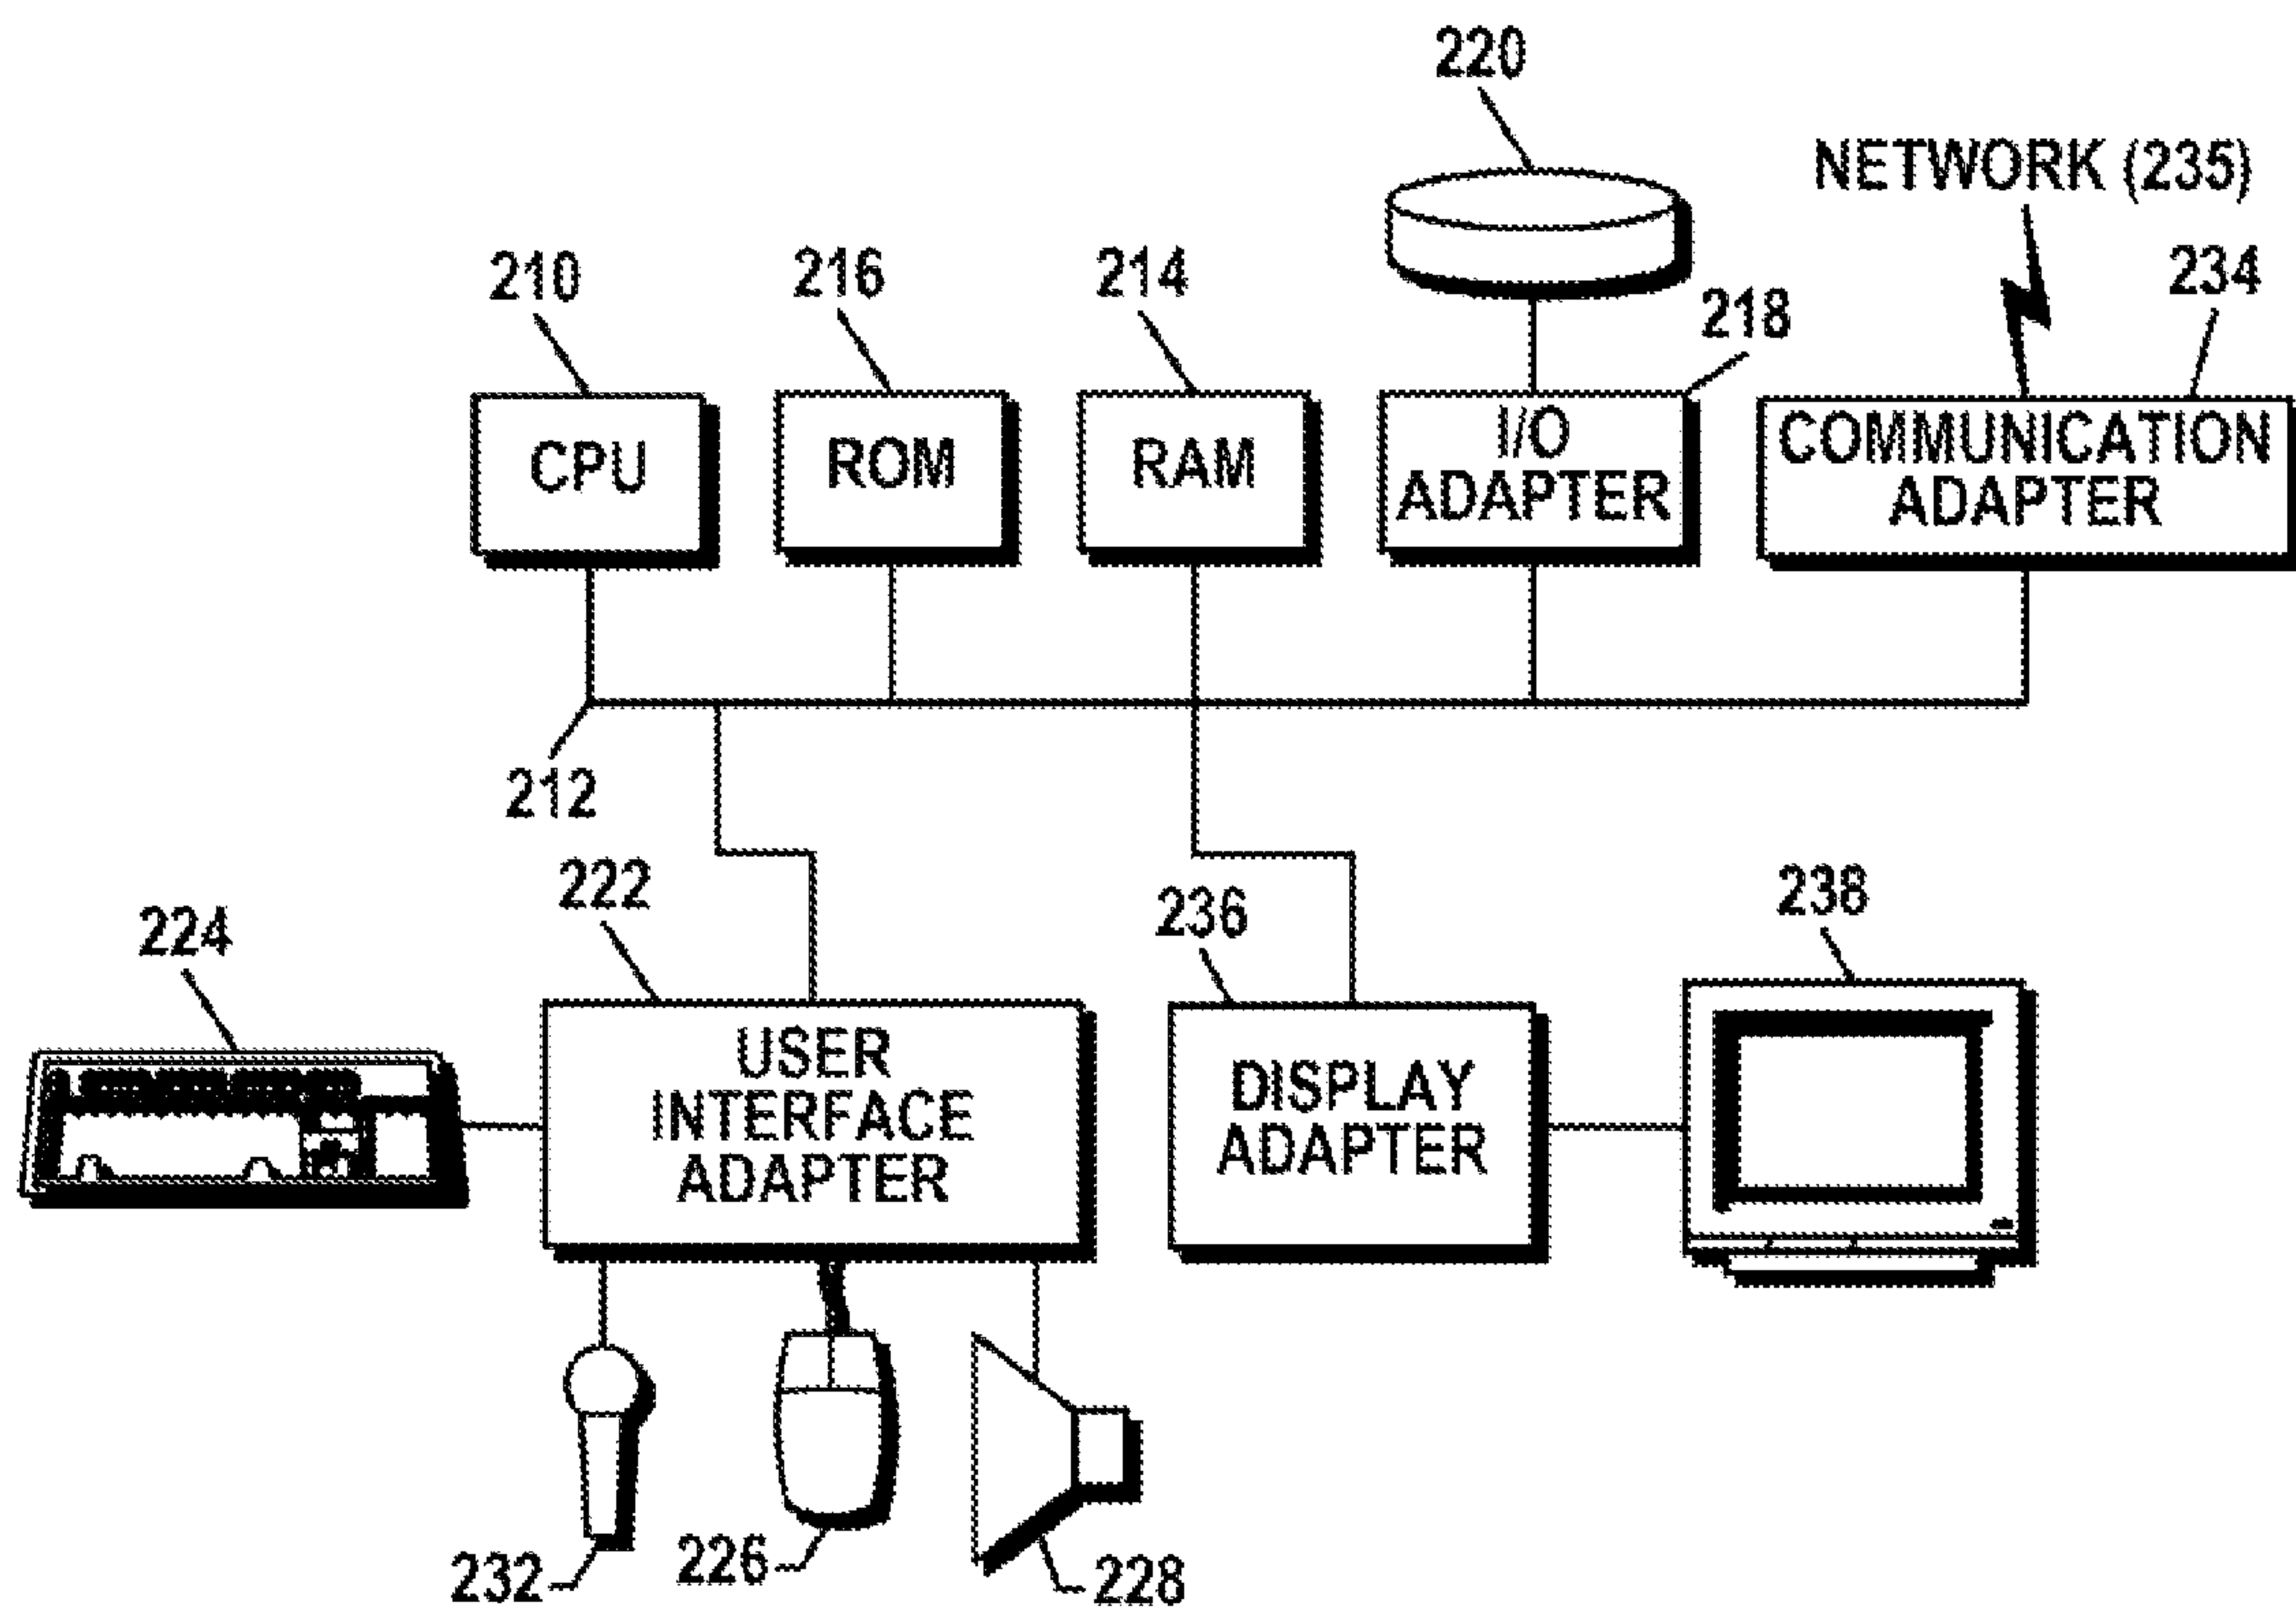 220
NETWORK (235)
210
216
214
218
234
CPU
ROM
RAM
I/O
ADAPTER
COMMUNICATION
ADAPTER
212
222
236
238
224
USER
INTERFACE
ADAPTER
DISPLAY
ADAPTER
232
226
228